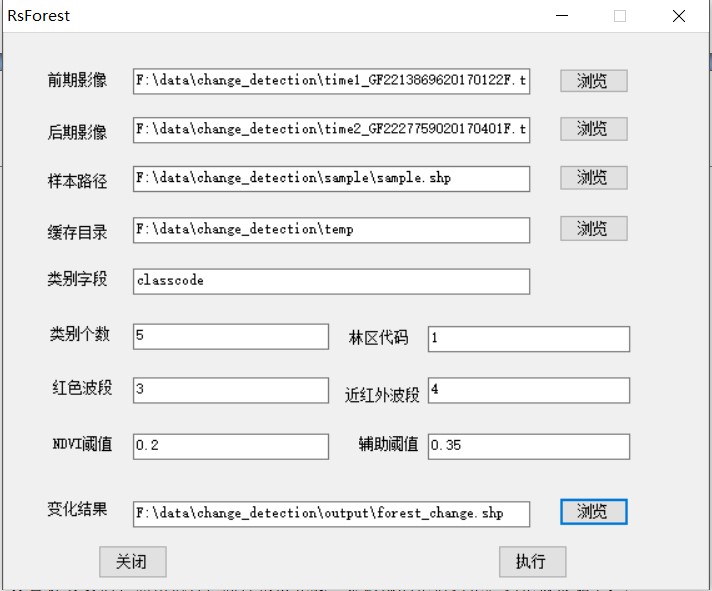 RsForest
前期影像 F:\data\change_detection\time1_GF2213869620170122F.t 浏览
后期影像 F:\data\change_detection\time2_GF2227759020170401F.t 浏览
样本路径 F:\data\change_detection\sample\sample.shp 浏览
缓存目录 F:\data\change_detection\temp 浏览
类别字段 classcode
类别个数 5 林区代码 1
红色波段 3 近红外波段 4
NDVI阈值 0.2 辅助阈值 0.35
变化结果 F:\data\change_detection\output\forest_change.shp 浏览
关闭 执行